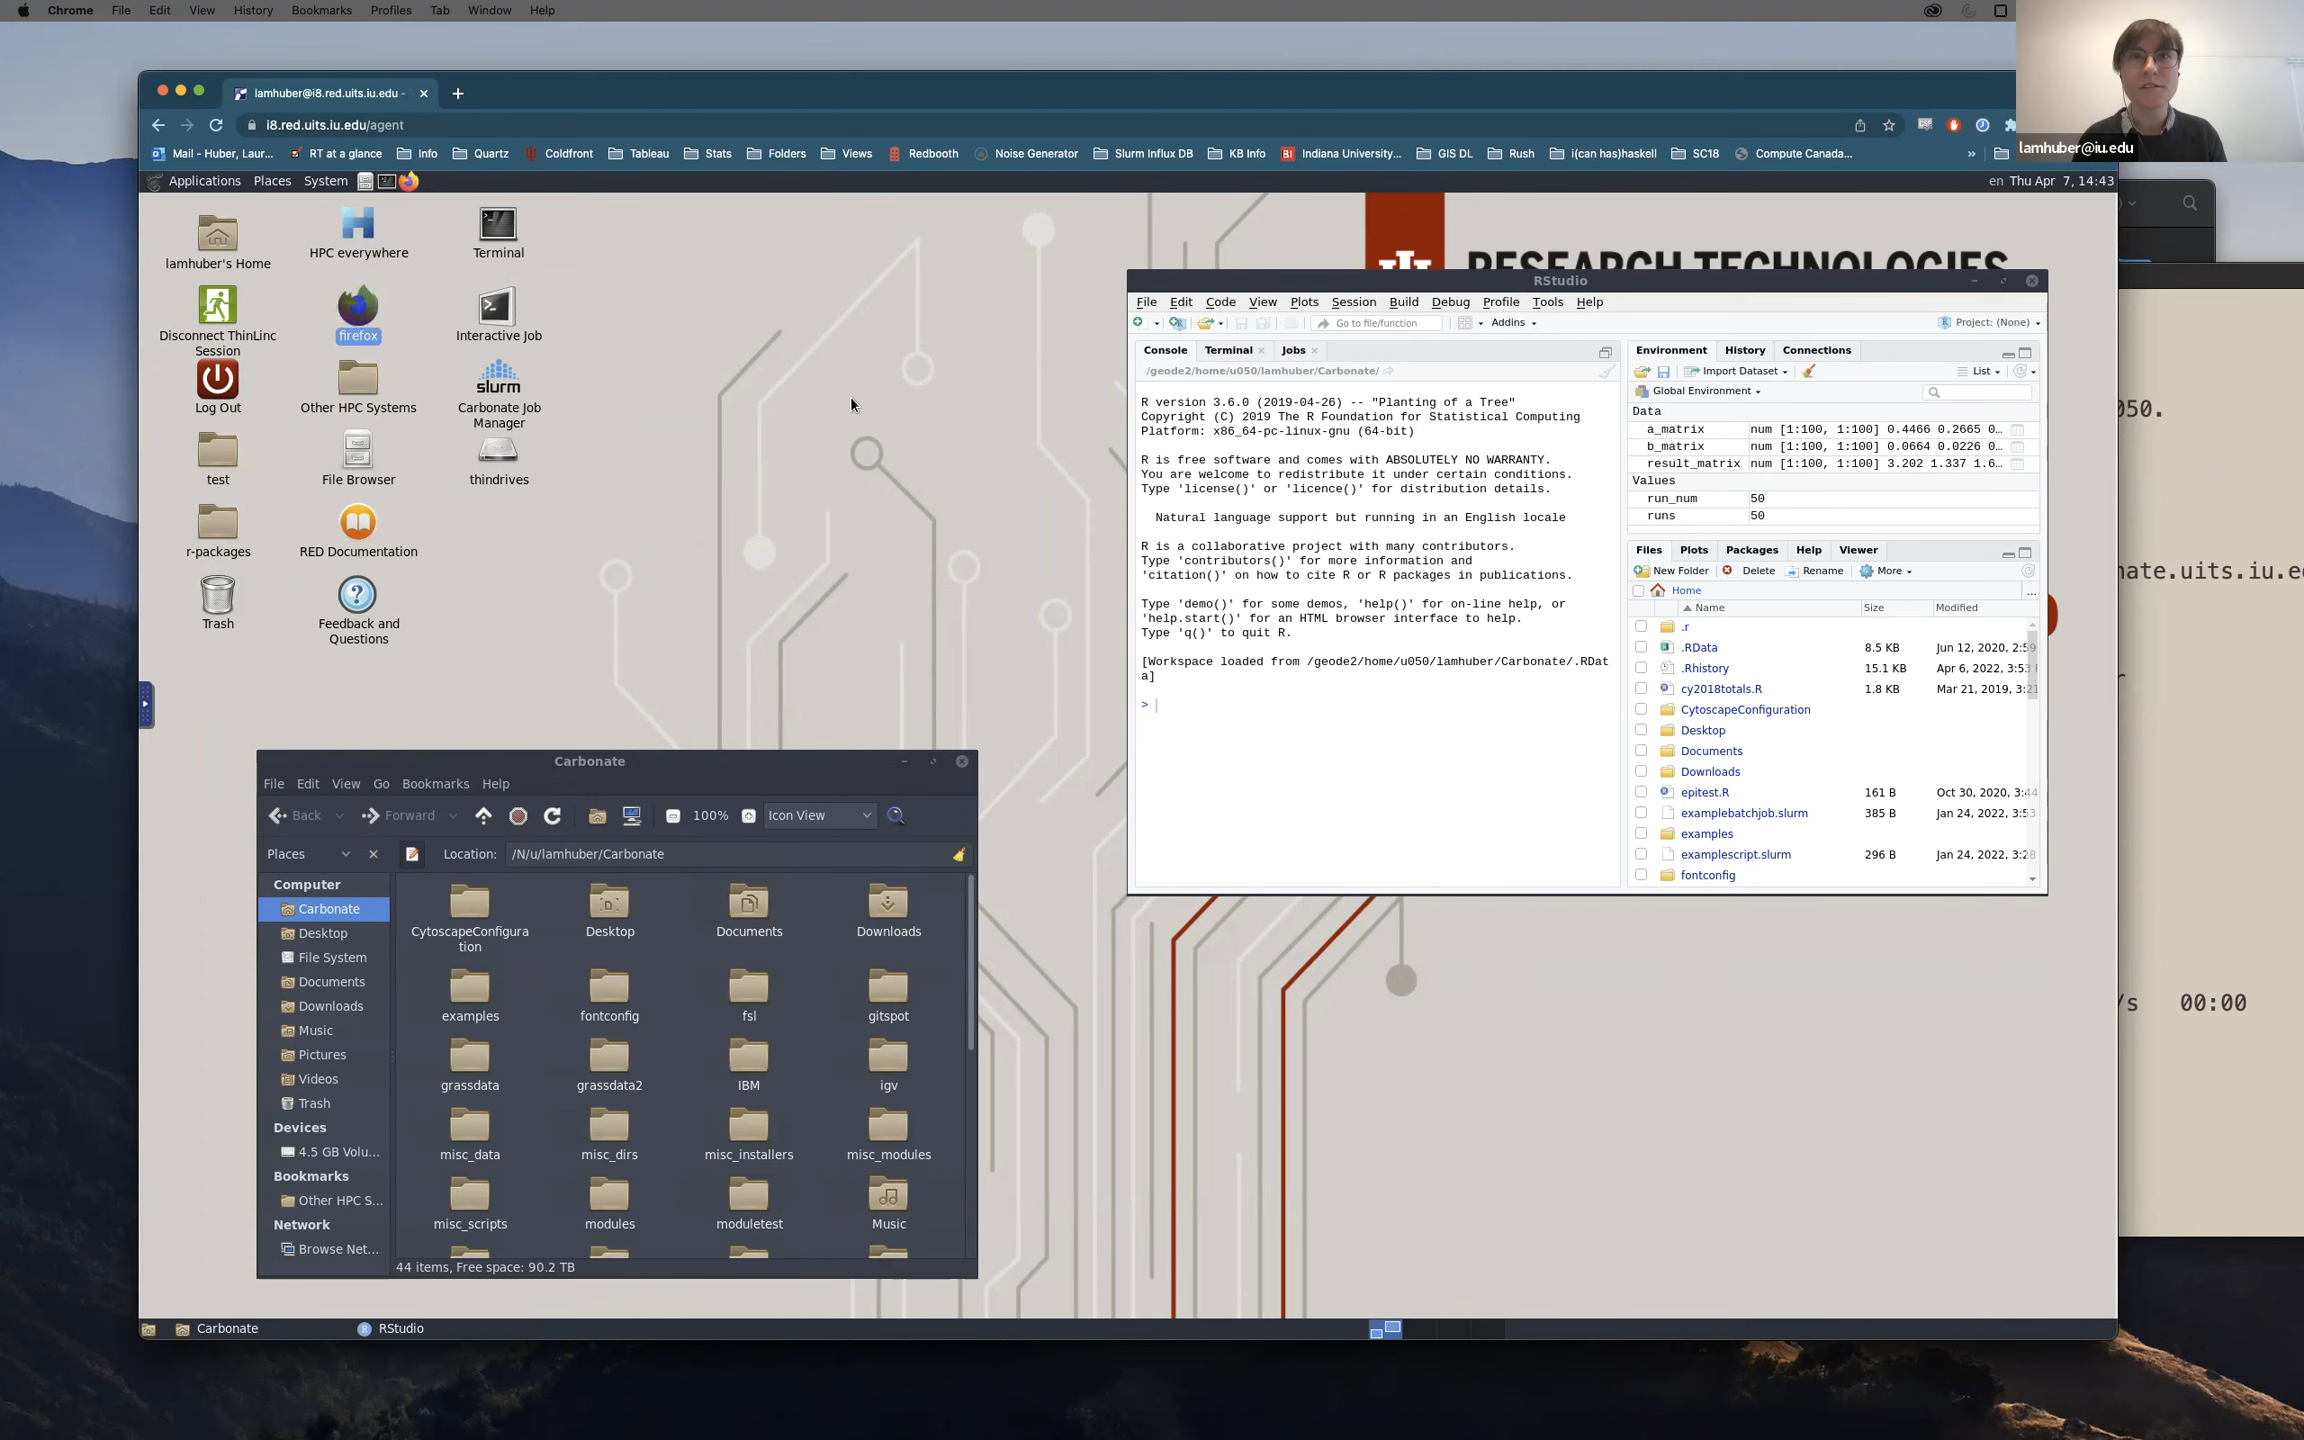 Chrome File Edit View History Bookmarks Profiles Tab Window Help
lamhuber@i8.red.uits.iu.edu -
i8.red.uits.iu.edu/agent
Mail - Huber, Laur... RT at a glance Info Quartz Coldfront Tableau Stats Folders Views Redbooth Noise Generator Slurm Influx DB KB Info Indiana University... GIS DL Rush i(can has)haskell SC18 Compute Canada... »
lamhuber@iu.edu
Applications Places System
en Thu Apr 7, 14:43
lamhuber's Home
HPC everywhere
Terminal
Disconnect ThinLinc
Session
firefox
Interactive Job
Log Out
Other HPC Systems
slurm
Carbonate Job
Manager
test
File Browser
thindrives
r-packages
RED Documentation
Trash
Feedback and
Questions
RESEARCH TECHNOLOGIES
RStudio
File Edit Code View Plots Session Build Debug Profile Tools Help
Go to file/function Addins Project: (None)
Console Terminal Jobs
/geode2/home/u050/lamhuber/Carbonate/
R version 3.6.0 (2019-04-26) -- "Planting of a Tree"
Copyright (C) 2019 The R Foundation for Statistical Computing
Platform: x86_64-pc-linux-gnu (64-bit)
R is free software and comes with ABSOLUTELY NO WARRANTY.
You are welcome to redistribute it under certain conditions.
Type 'license()' or 'licence()' for distribution details.
Natural language support but running in an English locale
R is a collaborative project with many contributors.
Type 'contributors()' for more information and
'citation()' on how to cite R or R packages in publications.
Type 'demo()' for some demos, 'help()' for on-line help, or
'help.start()' for an HTML browser interface to help.
Type 'q()' to quit R.
[Workspace loaded from /geode2/home/u050/lamhuber/Carbonate/.RDat
a]
>
Environment History Connections
Import Dataset List
Global Environment
Data
a_matrix num [1:100, 1:100] 0.4466 0.2665 0…
b_matrix num [1:100, 1:100] 0.0664 0.0226 0…
result_matrix num [1:100, 1:100] 3.202 1.337 1.6…
Values
run_num 50
runs 50
Files Plots Packages Help Viewer
New Folder Delete Rename More
Home ...
Name Size Modified
.r
.RData 8.5 KB Jun 12, 2020, 2:59
.Rhistory 15.1 KB Apr 6, 2022, 3:53
cy2018totals.R 1.8 KB Mar 21, 2019, 3:21
CytoscapeConfiguration
Desktop
Documents
Downloads
epitest.R 161 B Oct 30, 2020, 3:44
examplebatchjob.slurm 385 B Jan 24, 2022, 3:
examples
examplescript.slurm 296 B Jan 24, 2022, 3:28
fontconfig
050.
nate.uits.iu.ed
/s 00:00
Carbonate
File Edit View Go Bookmarks Help
Back Forward 100% Icon View
Places Location: /N/u/lamhuber/Carbonate
Computer
Carbonate
Desktop
File System
Documents
Downloads
Music
Pictures
Videos
Trash
Devices
4.5 GB Volu...
Bookmarks
Other HPC S...
Network
Browse Net...
CytoscapeConfigura
tion
Desktop
Documents
Downloads
examples fontconfig fsl gitspot
grassdata grassdata2 IBM igv
misc_data misc_dirs misc_installers misc_modules
misc_scripts modules moduletest Music
44 items, Free space: 90.2 TB
Carbonate RStudio